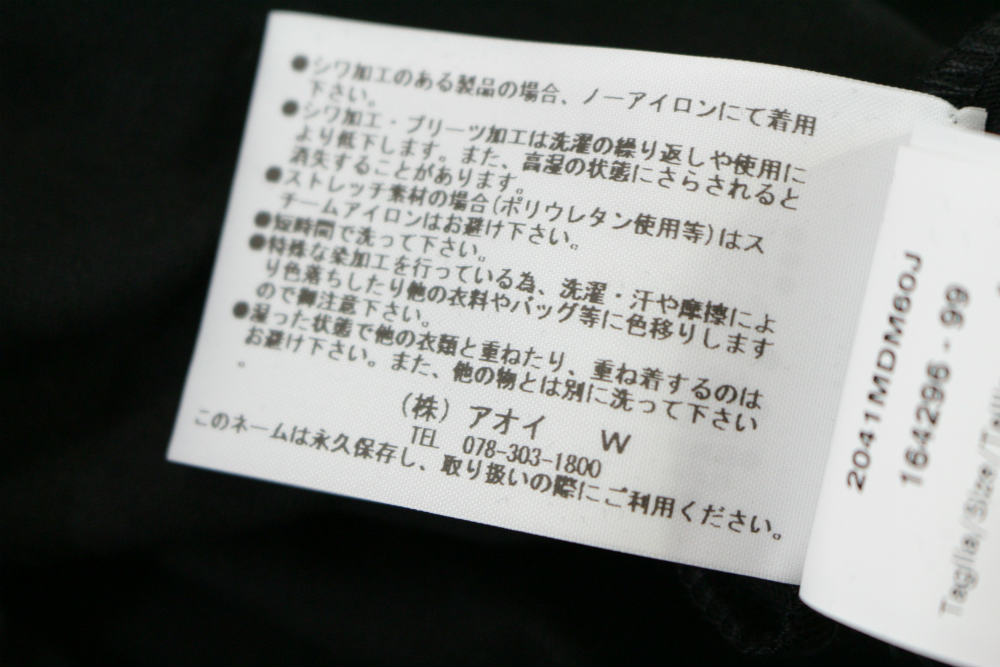 ●シワ加工のある製品の場合、ノーアイロンにて着用
下さい。
●シワ加工・プリーツ加工は洗濯の繰り返しや使用に
より低下します。また、高湿の状態にさらされると
消失することがあります。
●ストレッチ素材の場合(ポリウレタン使用等)はス
チームアイロンはお避け下さい。
●短時間で洗って下さい。
●特殊な染加工を行っている為、洗濯・汗や摩擦によ
り色落ちしたり他の衣料やバッグ等に色移りします
ので御注意下さい。
●湿った状態で他の衣類と重ねたり、重ね着するのは
お避け下さい。また、他の物とは別に洗って下さい
。
(株) アオイ W
TEL 078-303-1800
このネームは永久保存し、取り扱いの際にご利用ください。
2041MDM60J
164296 - 99
Taglia/Size/Taill